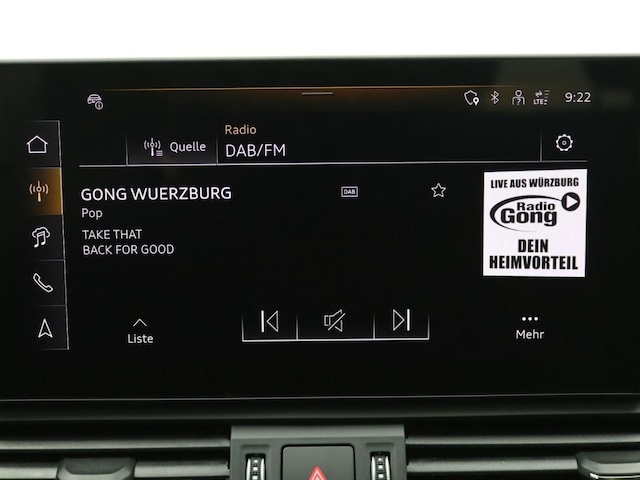 LTE
9:22
Radio
Quelle
DAB/FM
GONG WUERZBURG
DAB
Pop
TAKE THAT
BACK FOR GOOD
LIVE AUS WÜRZBURG
Radio
Gong
DEIN
HEIMVORTEIL
Liste
Mehr